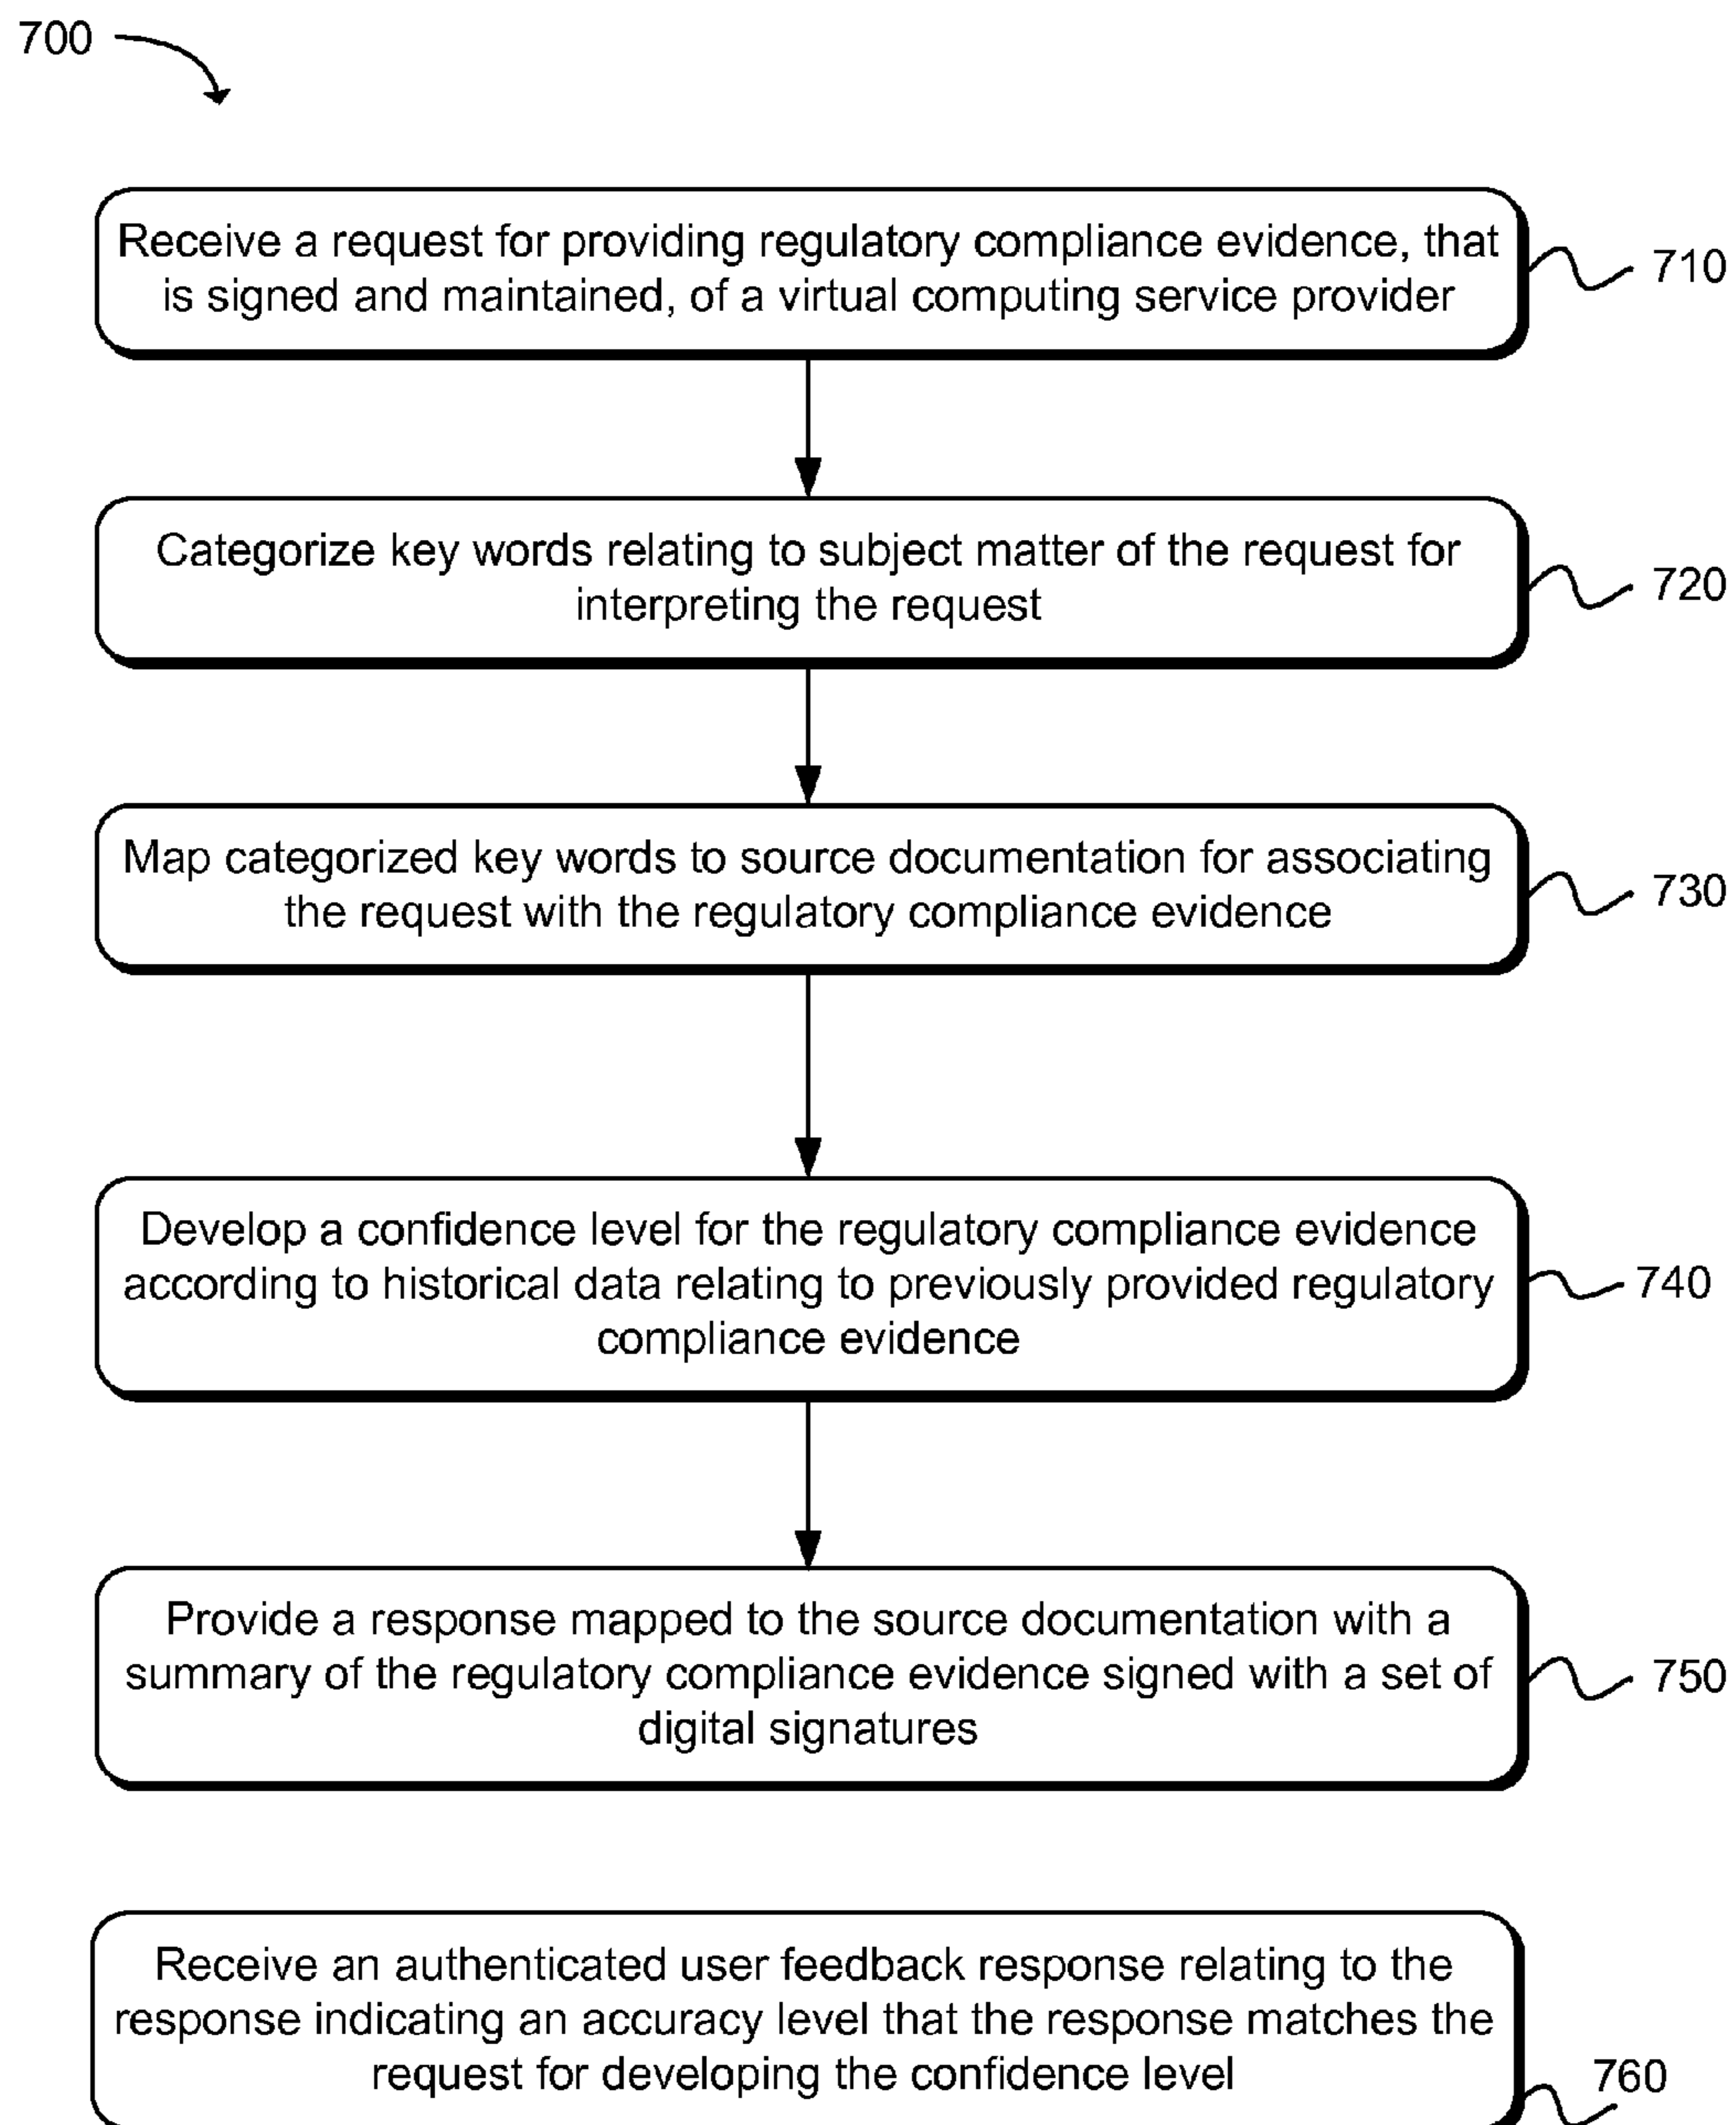 700
Receive a request for providing regulatory compliance evidence, that
is signed and maintained, of a virtual computing service provider
710
Categorize key words relating to subject matter of the request for
interpreting the request
720
Map categorized key words to source documentation for associating
the request with the regulatory compliance evidence
730
Develop a confidence level for the regulatory compliance evidence
according to historical data relating to previously provided regulatory
compliance evidence
740
Provide a response mapped to the source documentation with a
summary of the regulatory compliance evidence signed with a set of
digital signatures
750
Receive an authenticated user feedback response relating to the
response indicating an accuracy level that the response matches the
request for developing the confidence level
760